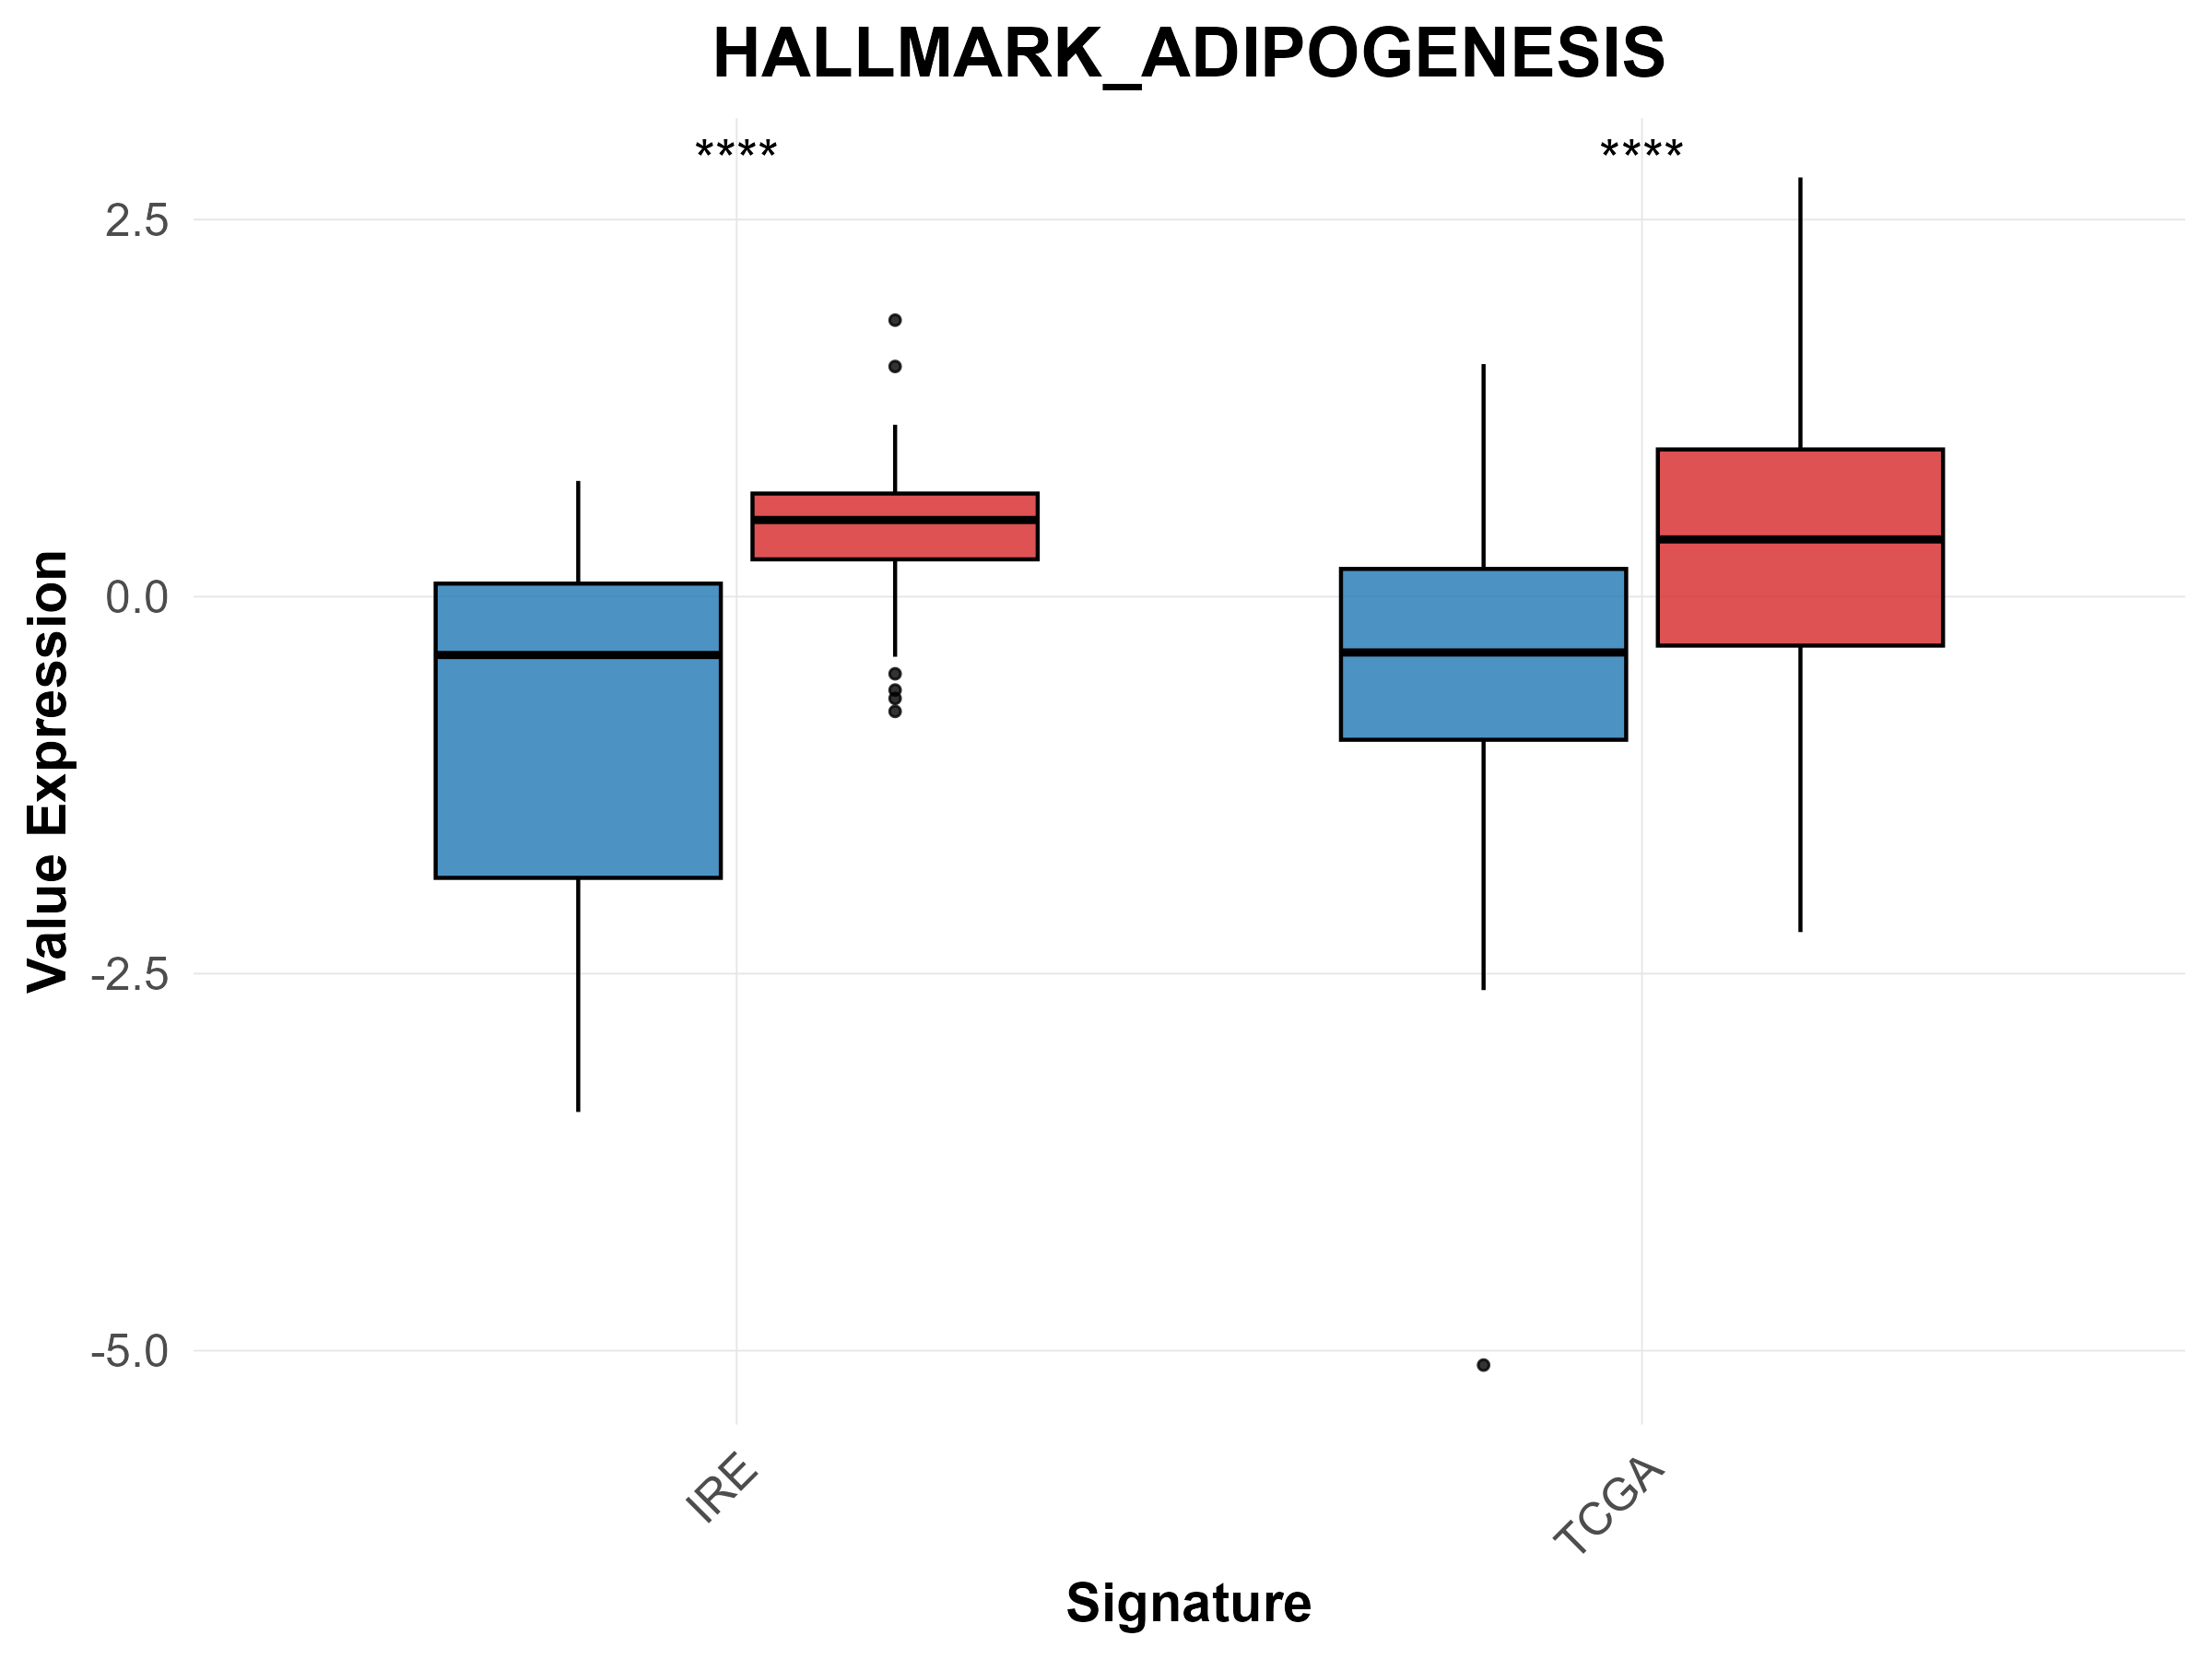 HALLMARK_ADIPOGENESIS
**** ****
2.5
0.0
-2.5
-5.0
Value Expression
IRE TCGA
Signature